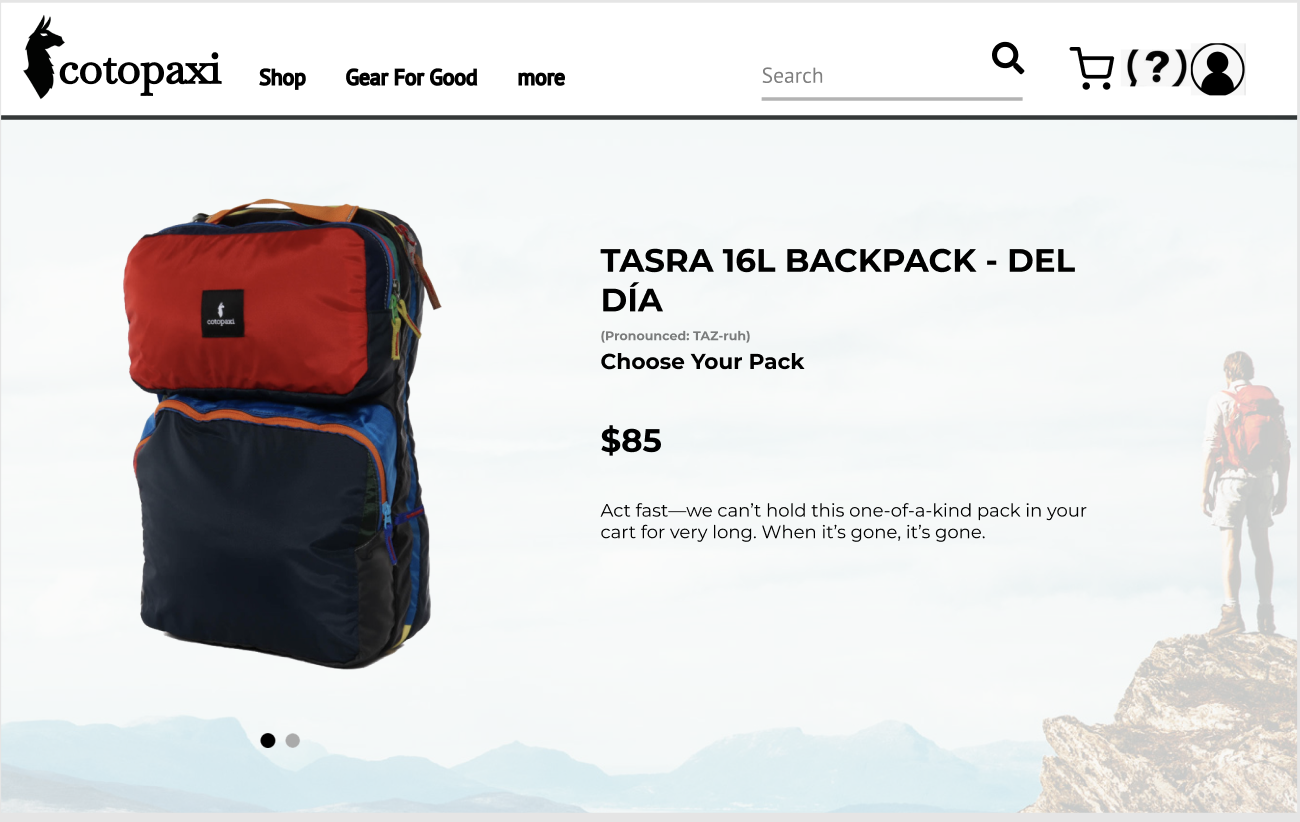 cotopaxi
Shop Gear For Good more
Search
(?)
cotopaxi
TASRA 16L BACKPACK - DEL
DÍA
(Pronounced: TAZ-ruh)
Choose Your Pack
$85
Act fast—we can’t hold this one-of-a-kind pack in your
cart for very long. When it’s gone, it’s gone.